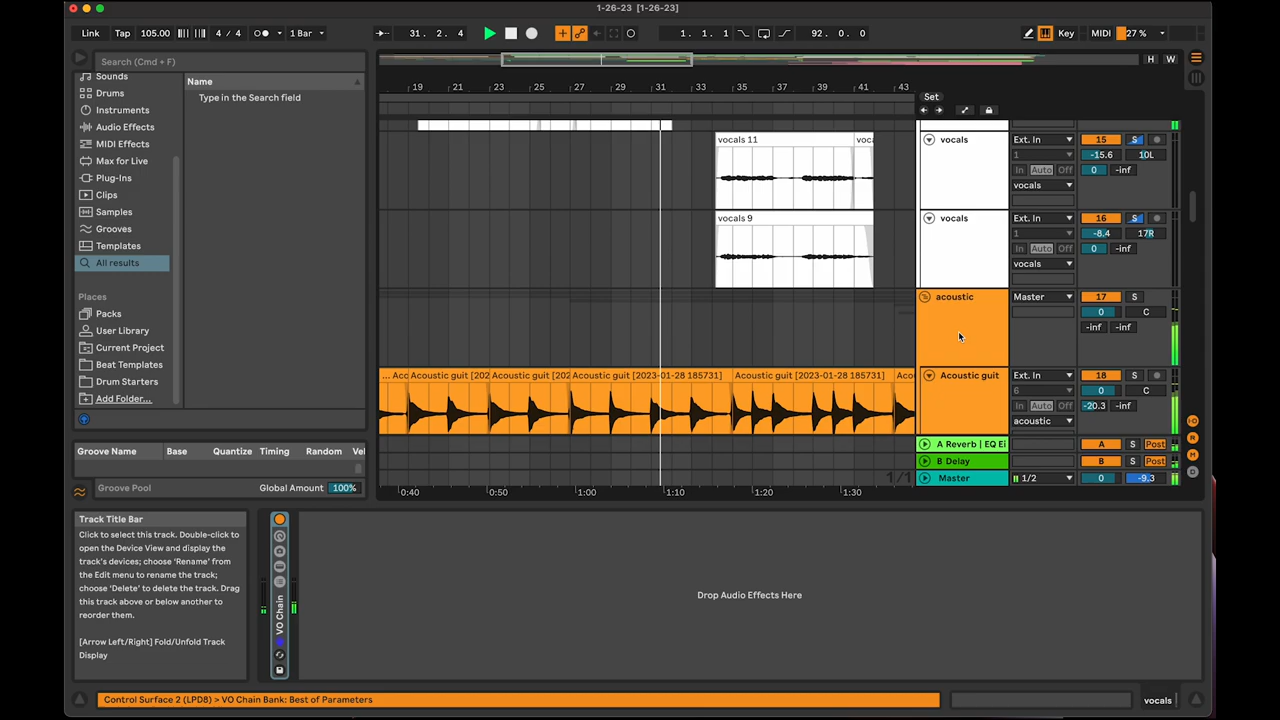 1-26-23 [1-26-23]
Link Tap 105.00 4 / 4 1 Bar 31. 2. 4 1. 1. 1 92. 0. 0 Key MIDI 27 %
Search (Cmd + F)
H W
Sounds
Drums
Instruments
Audio Effects
MIDI Effects
Max for Live
Plug-Ins
Clips
Samples
Grooves
Templates
All results
Places
Packs
User Library
Current Project
Beat Templates
Drum Starters
Add Folder...
Name
Type in the Search field
Groove Name Base Quantize Timing Random Vel
Groove Pool Global Amount 100%
19 21 23 25 27 29 31 33 35 37 39 41 43
Set
vocals 11 voca
vocals Ext. In 15 S
1 -15.6 10L
In Auto Off 0 -inf
vocals
vocals 9
vocals Ext. In 16 S
1 -8.4 17R
In Auto Off 0 -inf
vocals
acoustic Master 17 S
0 C
-inf -inf
... Acc Acoustic guit [202 Acoustic guit [202 Acoustic guit [2023-01-28 185731] Acoustic guit [2023-01-28 185731] Aco
Acoustic guit Ext. In 18 S
6 0 C
In Auto Off -20.3 -inf
acoustic
A Reverb | EQ Ei A S Post
B Delay B S Post
1/1
Master 1/2 0 -9.3
0:40 0:50 1:00 1:10 1:20 1:30
Track Title Bar
Click to select this track. Double-click
to open the Device View and display the
track's devices; choose 'Rename' from
the Edit menu to rename the track;
choose 'Delete' to delete the track. Drag
this track above or below another to
reorder them.
[Arrow Left/Right] Fold/Unfold Track
Display
VO Chain
Drop Audio Effects Here
Control Surface 2 (LPD8) > VO Chain Bank: Best of Parameters
vocals